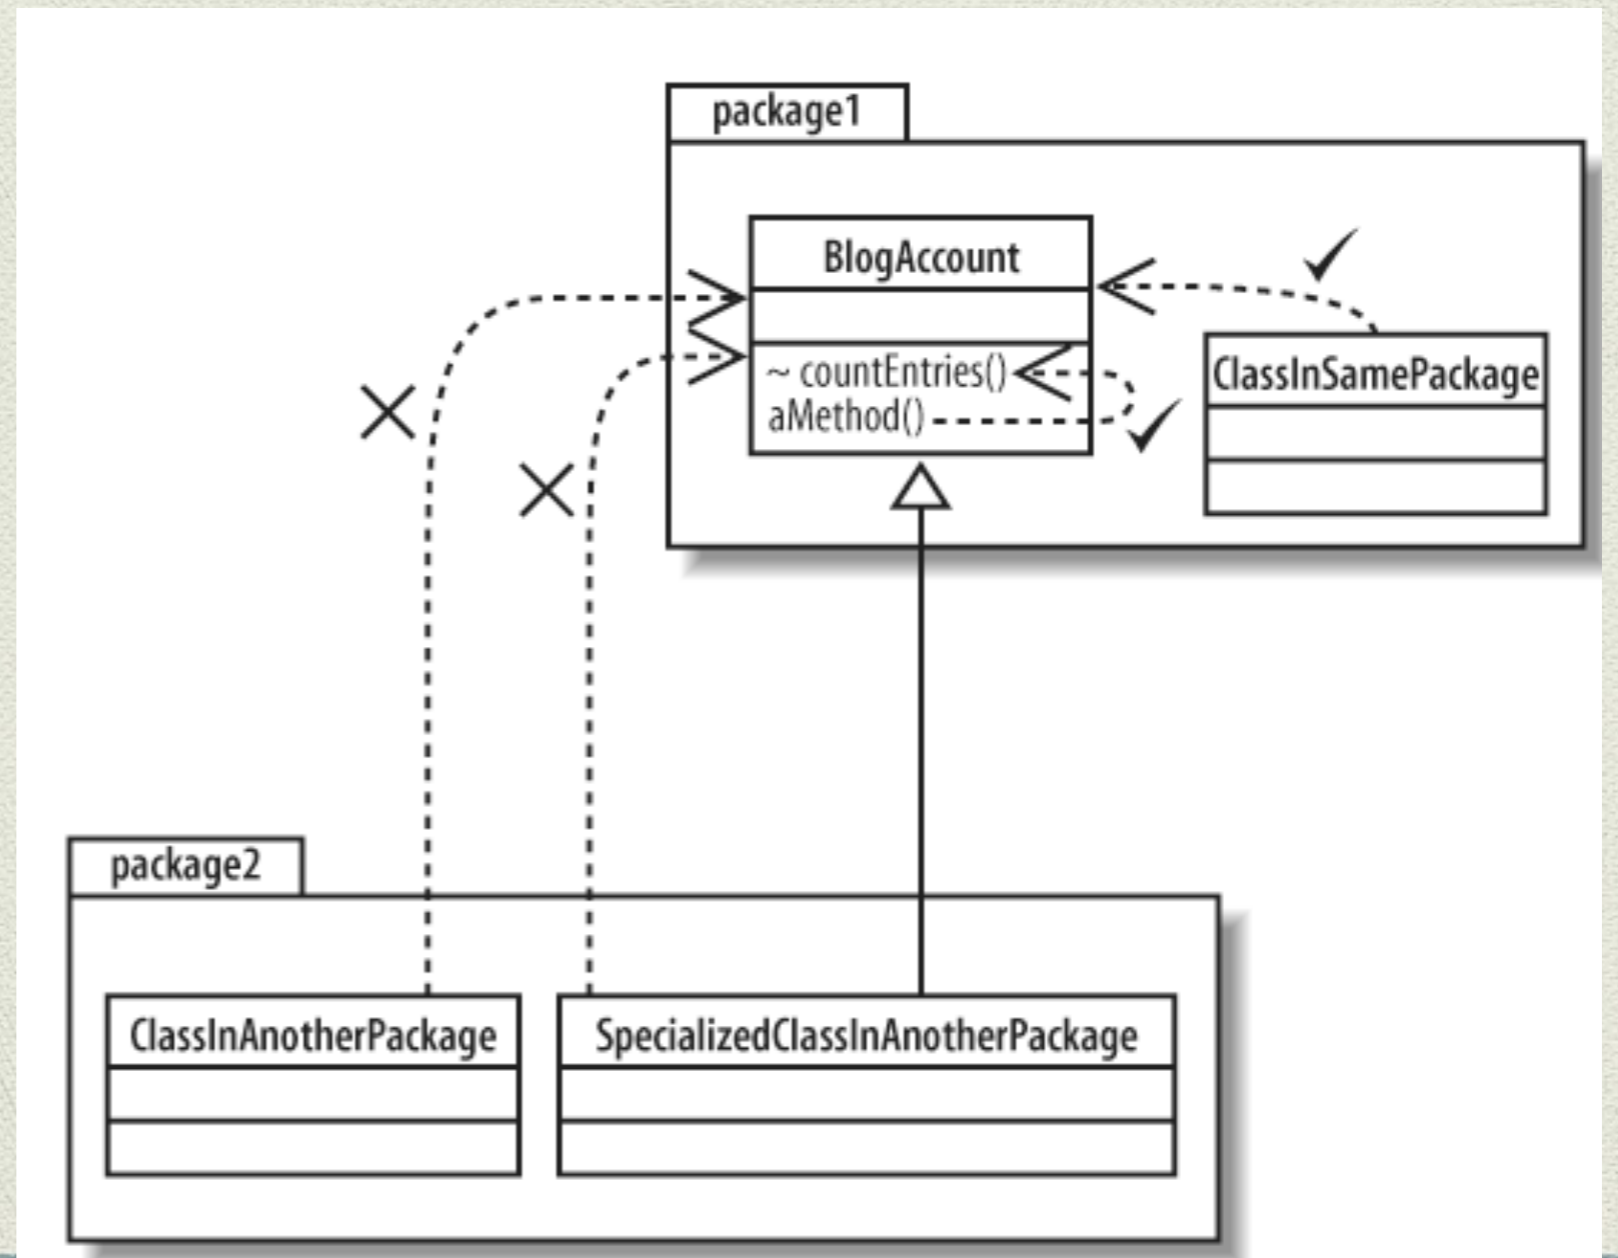 package1
BlogAccount
~ countEntries()
aMethod()
ClassInSamePackage
package2
ClassInAnotherPackage
SpecializedClassInAnotherPackage